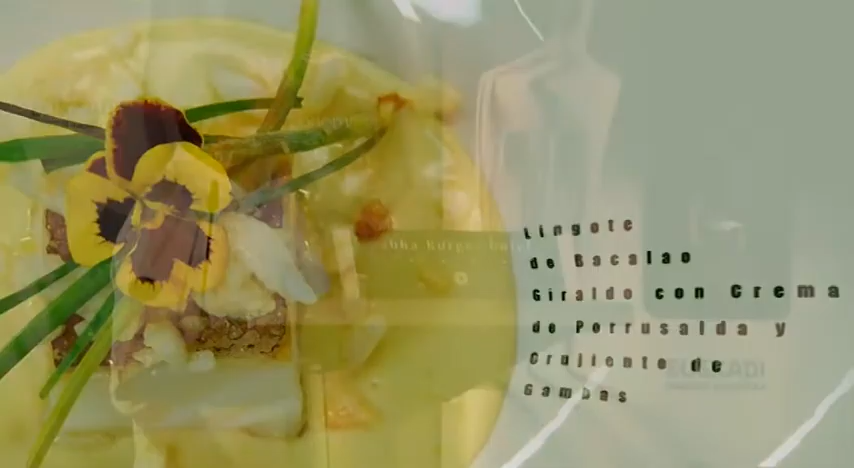 Lingote
de Bacalao
Giraldo con Crema
de Porrusalda y
Crujiente de
Gambas